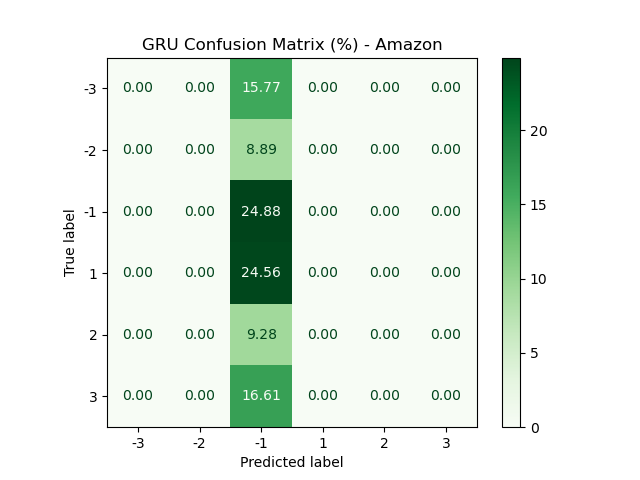 GRU Confusion Matrix (%) - Amazon
-3 0.00 0.00 15.77 0.00 0.00 0.00
-2 0.00 0.00 8.89 0.00 0.00 0.00
-1 0.00 0.00 24.88 0.00 0.00 0.00
1 0.00 0.00 24.56 0.00 0.00 0.00
2 0.00 0.00 9.28 0.00 0.00 0.00
3 0.00 0.00 16.61 0.00 0.00 0.00
-3 -2 -1 1 2 3
Predicted label
True label
20
15
10
5
0